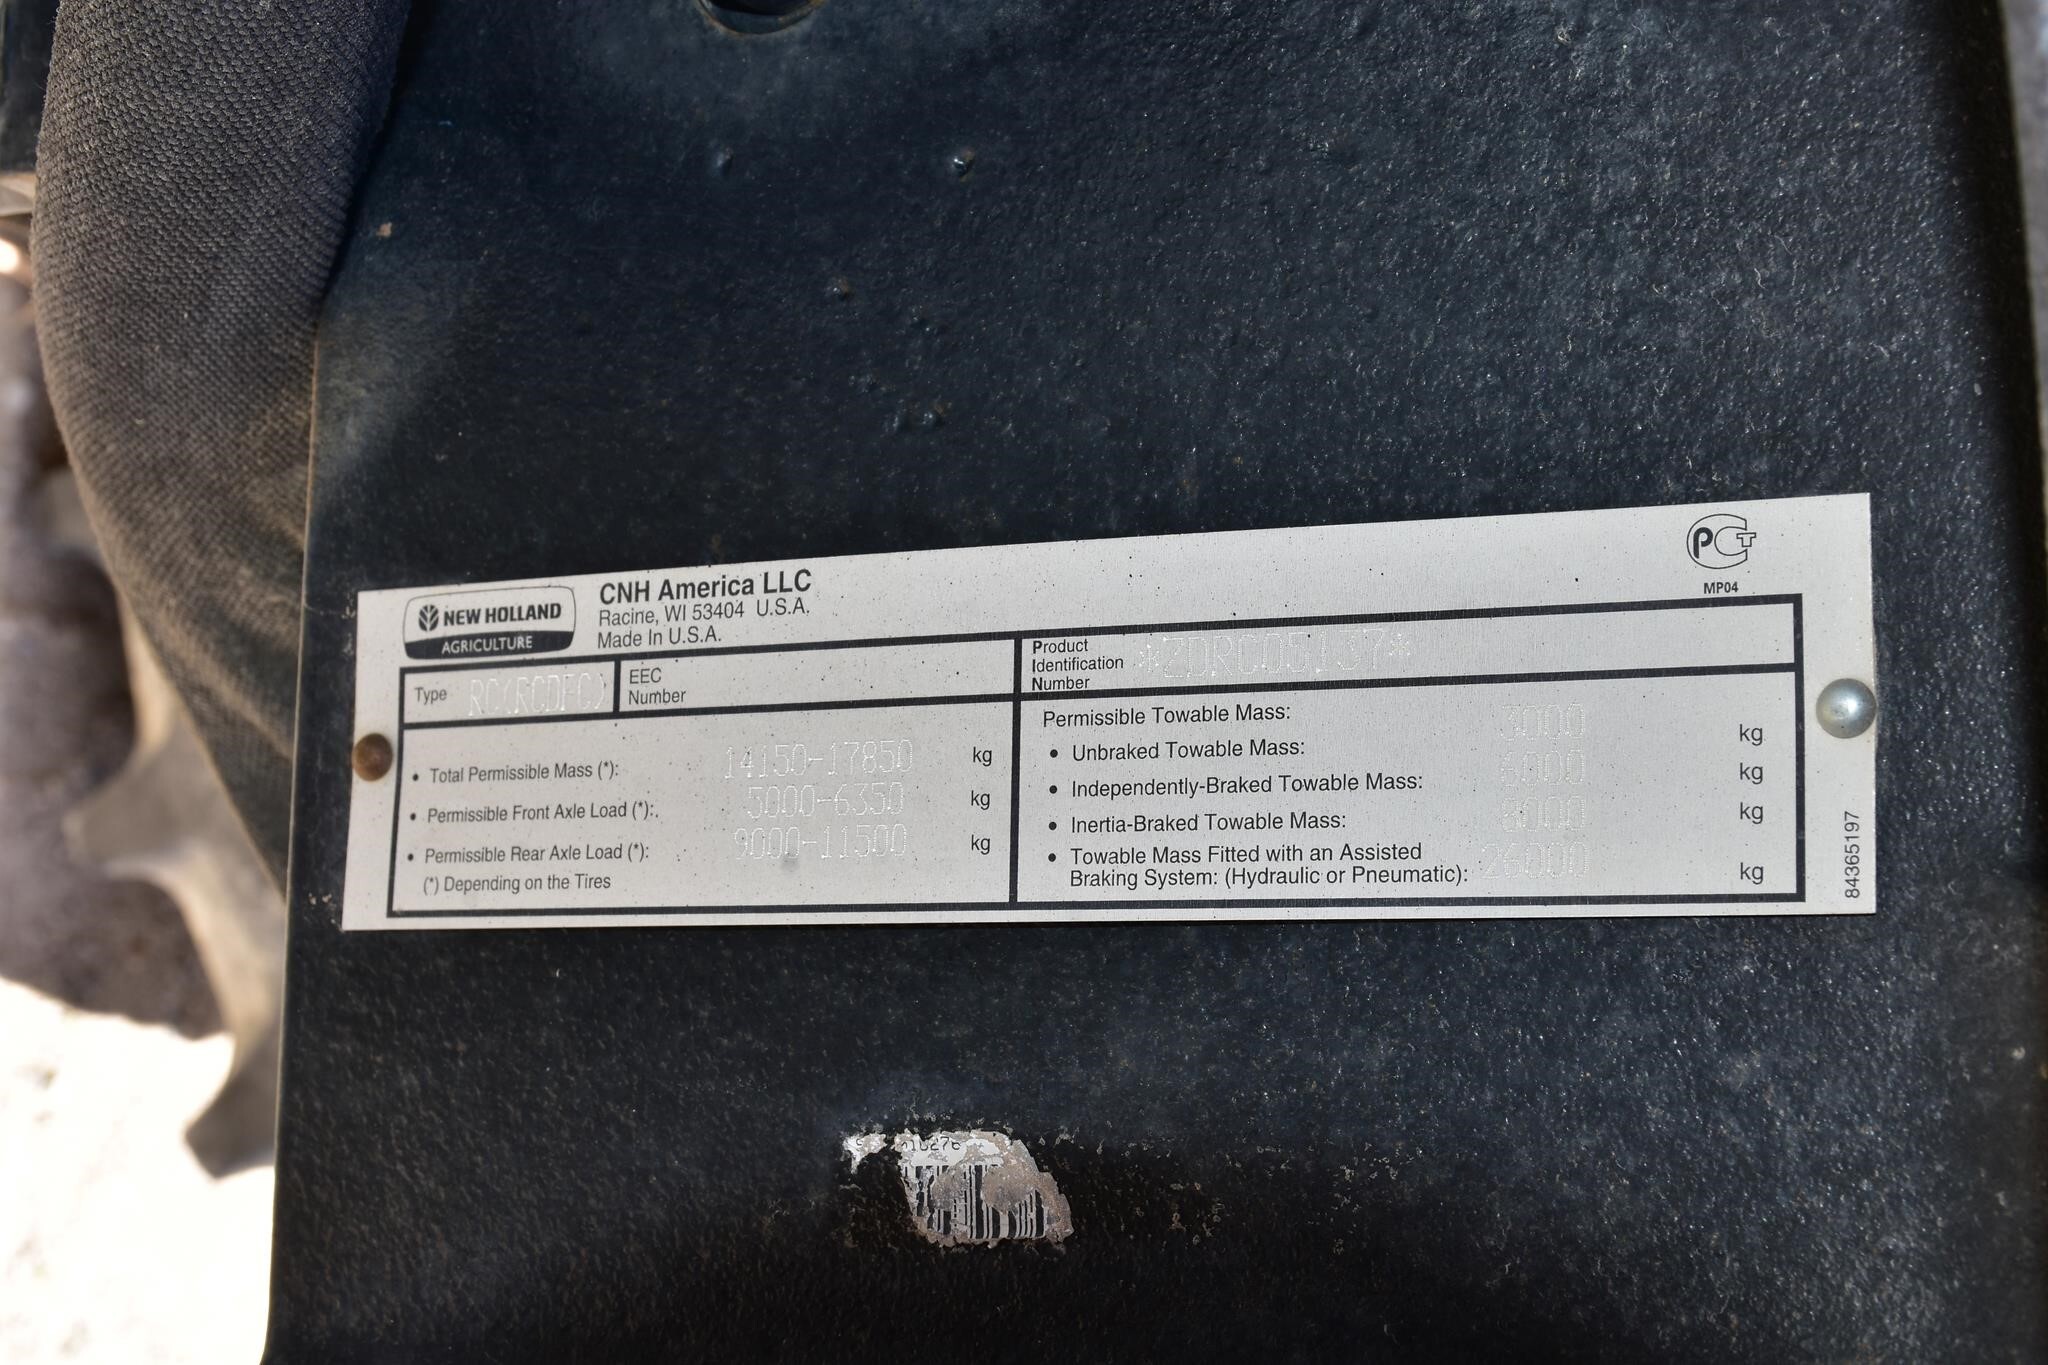 NEW HOLLAND
AGRICULTURE
CNH America LLC
Racine, WI 53404 U.S.A.
Made In U.S.A.
PCT
MP04
Type RC(RCDFC)
EEC
Number
Product
Identification
Number
Total Permissible Mass (*): 14150-17850 kg
Permissible Front Axle Load (*): 5000-6350 kg
Permissible Rear Axle Load (*): 9000-11500 kg
(*) Depending on the Tires
Permissible Towable Mass:
• Unbraked Towable Mass: 3000 kg
• Independently-Braked Towable Mass: 6000 kg
• Inertia-Braked Towable Mass: 8000 kg
• Towable Mass Fitted with an Assisted
Braking System: (Hydraulic or Pneumatic): 26000 kg
84365197